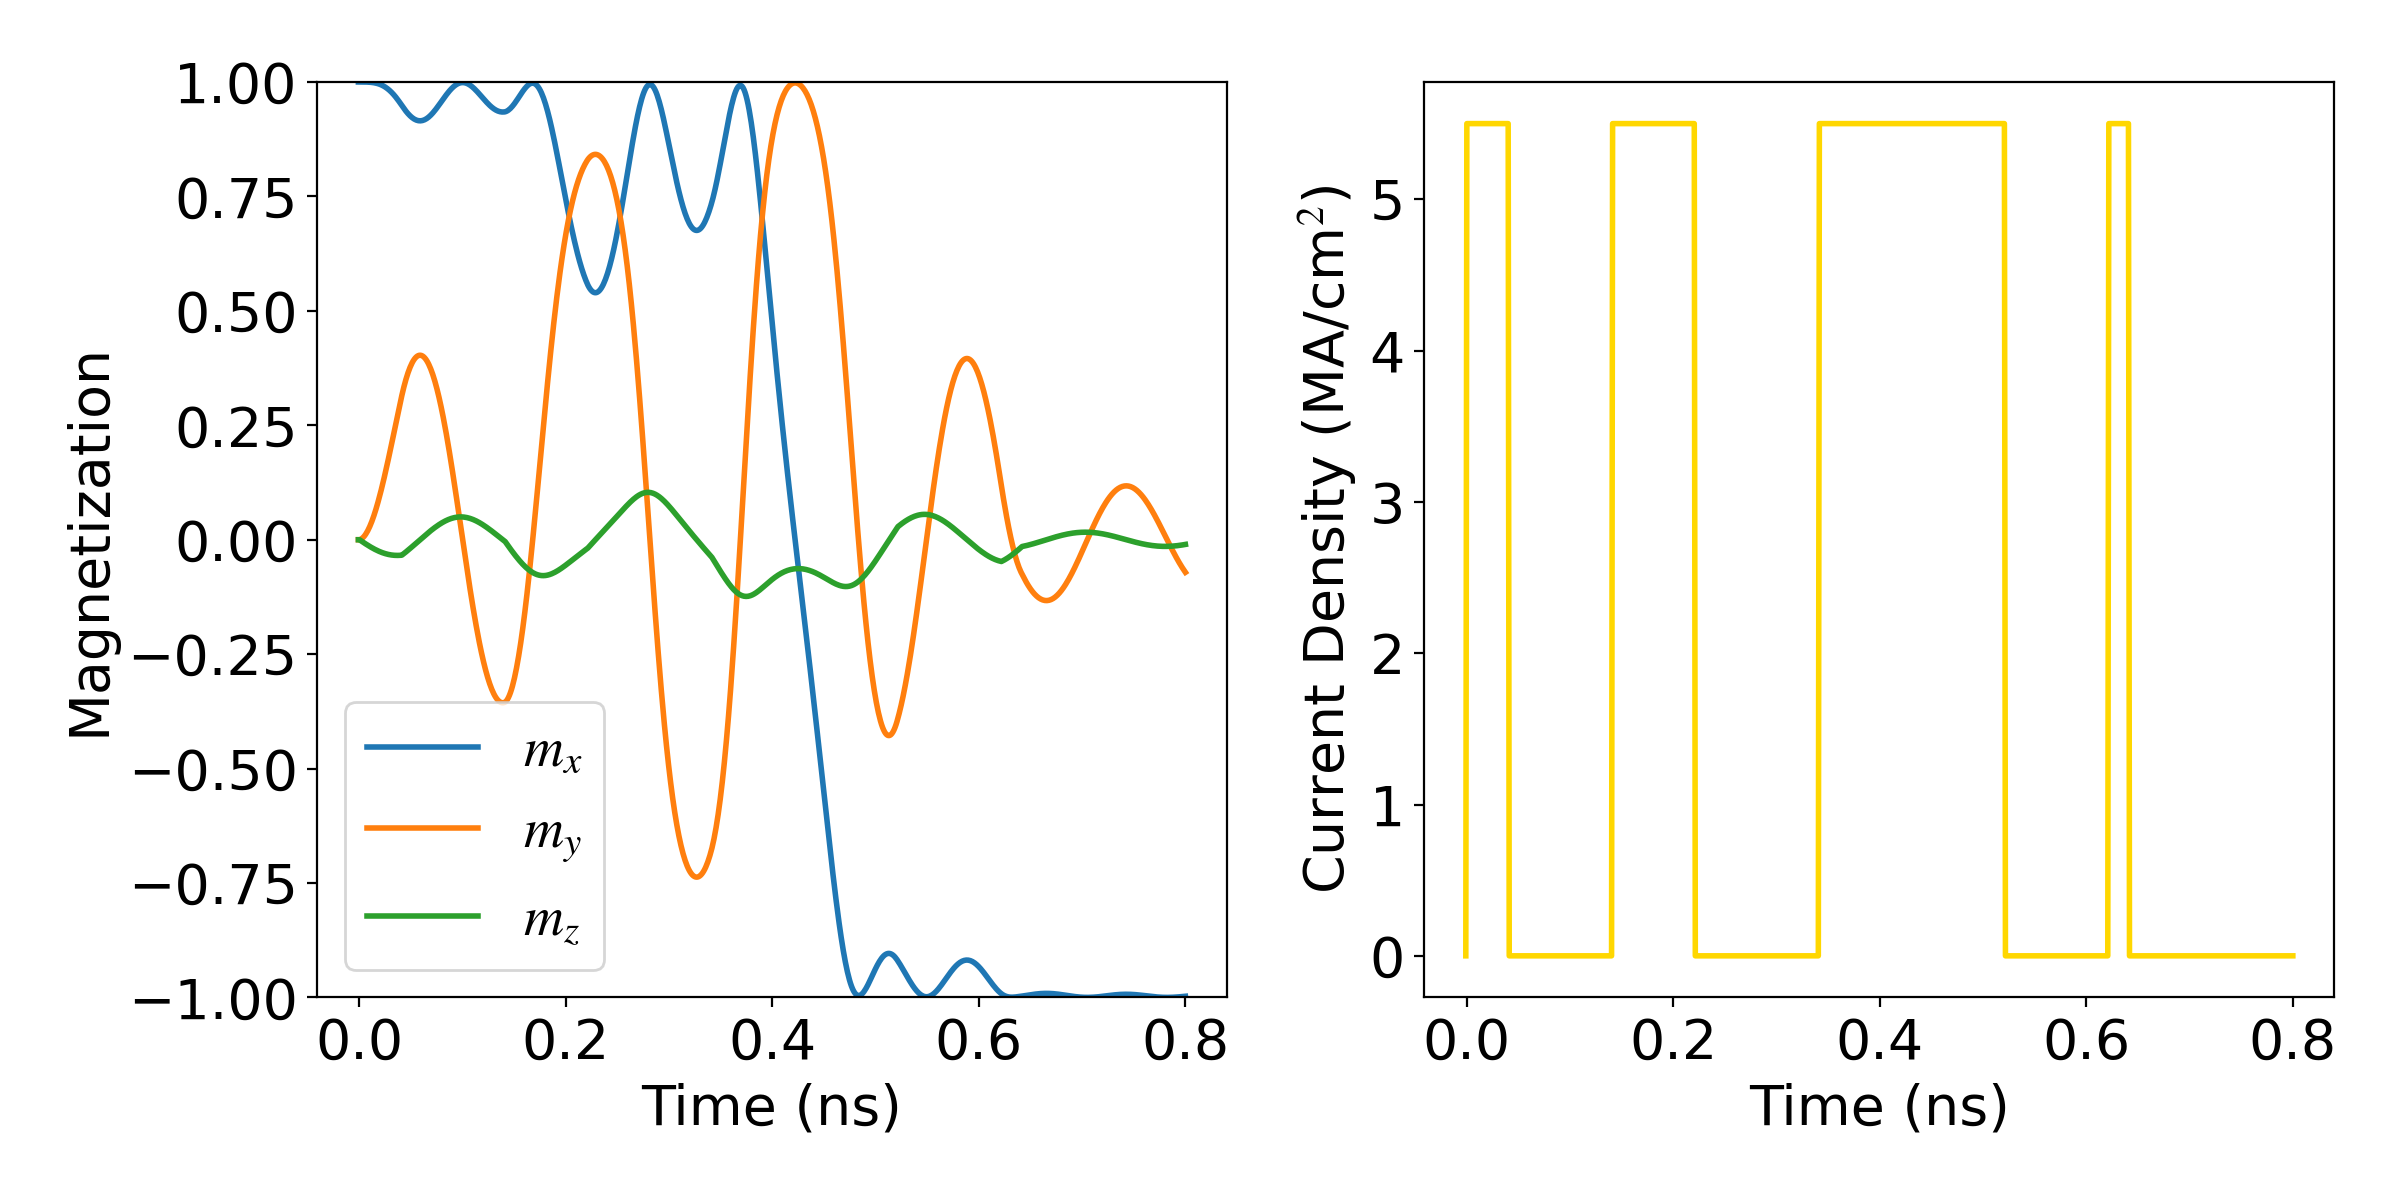 Magnetization
1.00
0.75
0.50
0.25
0.00
−0.25
−0.50
−0.75
−1.00
m_x
m_y
m_z
0.0 0.2 0.4 0.6 0.8
Time (ns)
Current Density (MA/cm²)
5
4
3
2
1
0
0.0 0.2 0.4 0.6 0.8
Time (ns)